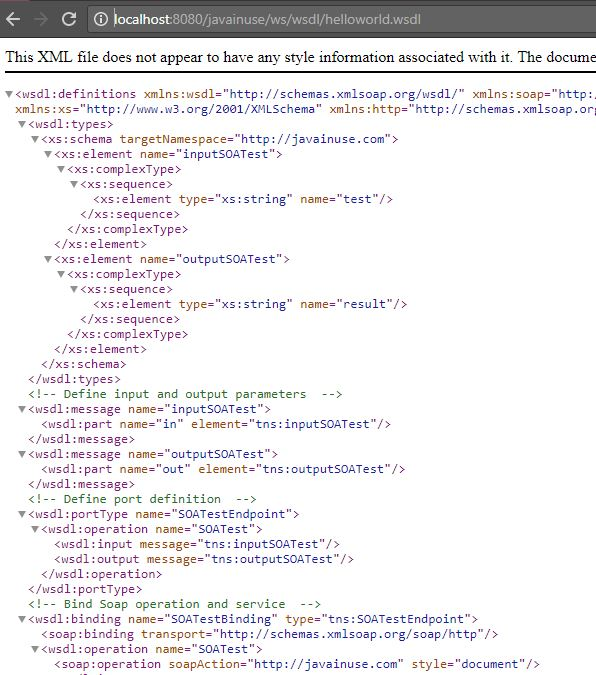 localhost:8080/javainuse/ws/wsdl/helloworld.wsdl
This XML file does not appear to have any style information associated with it. The docume
<wsdl:definitions xmlns:wsdl="http://schemas.xmlsoap.org/wsdl/" xmlns:soap="http:
xmlns:xs="http://www.w3.org/2001/XMLSchema" xmlns:http="http://schemas.xmlsoap.org
<wsdl:types>
<xs:schema targetNamespace="http://javainuse.com">
<xs:element name="inputSOATest">
<xs:complexType>
<xs:sequence>
<xs:element type="xs:string" name="test"/>
</xs:sequence>
</xs:complexType>
</xs:element>
<xs:element name="outputSOATest">
<xs:complexType>
<xs:sequence>
<xs:element type="xs:string" name="result"/>
</xs:sequence>
</xs:complexType>
</xs:element>
</xs:schema>
</wsdl:types>
<!-- Define input and output parameters -->
<wsdl:message name="inputSOATest">
<wsdl:part name="in" element="tns:inputSOATest"/>
</wsdl:message>
<wsdl:message name="outputSOATest">
<wsdl:part name="out" element="tns:outputSOATest"/>
</wsdl:message>
<!-- Define port definition -->
<wsdl:portType name="SOATestEndpoint">
<wsdl:operation name="SOATest">
<wsdl:input message="tns:inputSOATest"/>
<wsdl:output message="tns:outputSOATest"/>
</wsdl:operation>
</wsdl:portType>
<!-- Bind Soap operation and service -->
<wsdl:binding name="SOATestBinding" type="tns:SOATestEndpoint">
<soap:binding transport="http://schemas.xmlsoap.org/soap/http"/>
<wsdl:operation name="SOATest">
<soap:operation soapAction="http://javainuse.com" style="document"/>